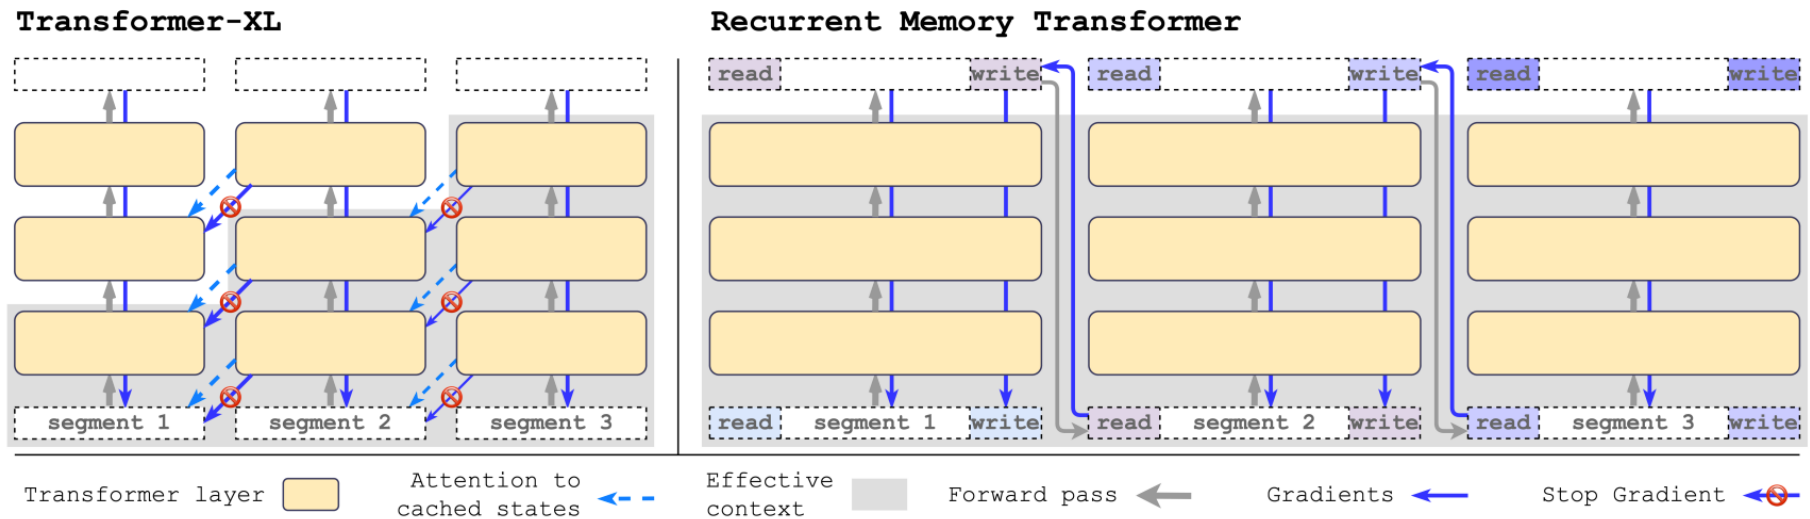 Transformer-XL
Recurrent Memory Transformer
read write read write read write
segment 1 segment 2 segment 3
read segment 1 write read segment 2 write read segment 3 write
Transformer layer
Attention to
cached states
Effective
context
Forward pass
Gradients
Stop Gradient